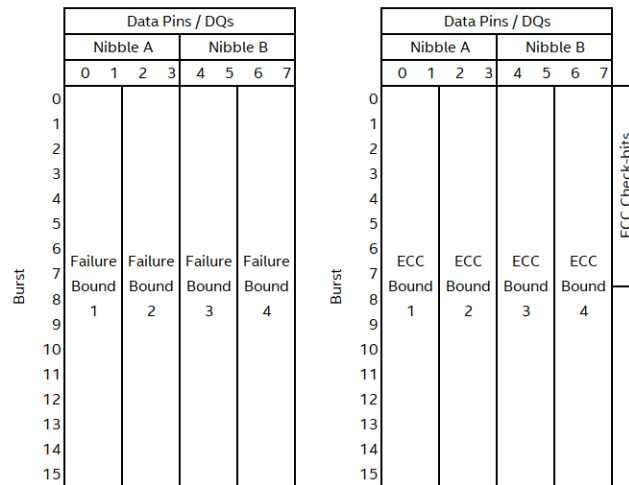 Data Pins / DQs
Nibble A Nibble B
0 1 2 3 4 5 6 7
0
1
2
3
4
5
6
7
8
9
10
11
12
13
14
15
Burst
Failure Bound 1
Failure Bound 2
Failure Bound 3
Failure Bound 4
Data Pins / DQs
Nibble A Nibble B
0 1 2 3 4 5 6 7
0
1
2
3
4
5
6
7
8
9
10
11
12
13
14
15
Burst
ECC Bound 1
ECC Bound 2
ECC Bound 3
ECC Bound 4
ECC Check-bits